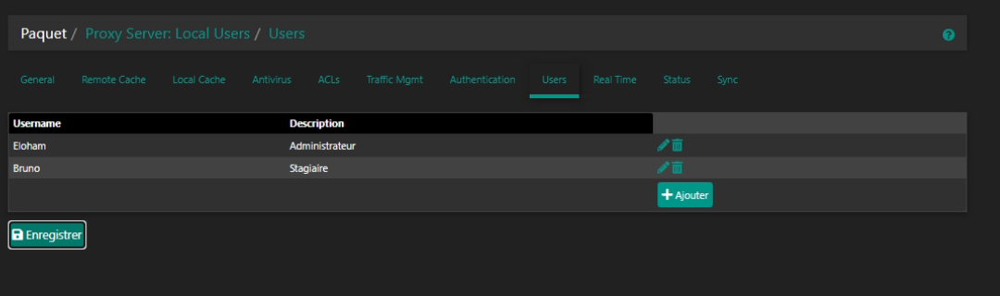 Paquet / Proxy Server: Local Users / Users
General Remote Cache Local Cache Antivirus ACLs Traffic Mgmt Authentication Users Real Time Status Sync
Username Description
Eloham Administrateur
Bruno Stagiaire
Ajouter
Enregistrer